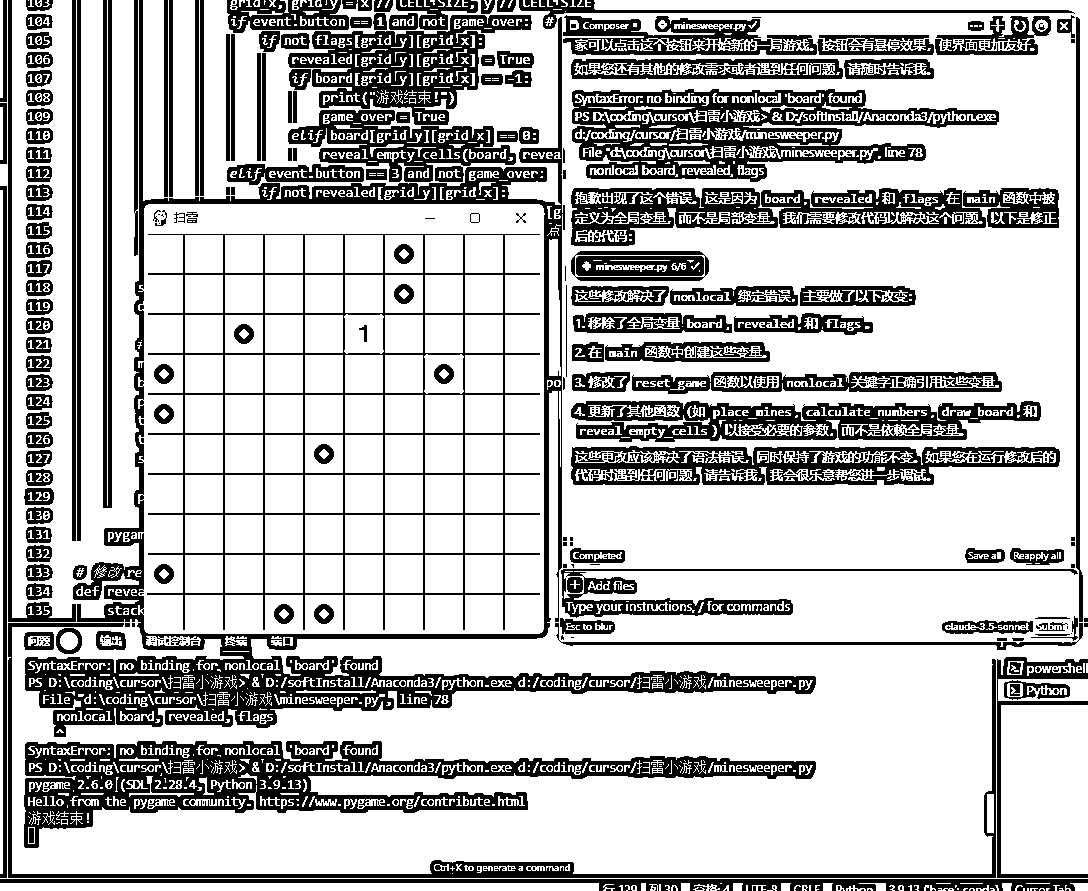 103 grid_x, grid_y = x // CELL_SIZE, y // CELL_SIZE
104 if event.button == 1 and not game_over: #
105 if not flags[grid_y][grid_x]:
106 revealed[grid_y][grid_x] = True
107 if board[grid_y][grid_x] == -1:
108 print("游戏结束!")
109 game_over = True
110 elif board[grid_y][grid_x] == 0:
111 reveal_empty_cells(board, revea
112 elif event.button == 3 and not game_over:
113 if not revealed[grid_y][grid_x]:
114
115
116
117
118
119
120
121
122
123
124
125
126
127
128
129
130
131 pygam
132
133 # 修改 re
134 def revea
135 stack
扫雷
1
Composer
minesweeper.py
家可以点击这个按钮来开始新的一局游戏。按钮会有悬停效果，使界面更加友好。
如果您还有其他的修改需求或者遇到任何问题，请随时告诉我。
SyntaxError: no binding for nonlocal 'board' found
PS D:\coding\cursor\扫雷小游戏> & D:/softInstall/Anaconda3/python.exe
d:/coding/cursor/扫雷小游戏/minesweeper.py
File "d:\coding\cursor\扫雷小游戏\minesweeper.py", line 78
nonlocal board, revealed, flags
抱歉出现了这个错误。这是因为 board, revealed, 和 flags 在 main 函数中被
定义为全局变量，而不是局部变量。我们需要修改代码以解决这个问题。以下是修正
后的代码：
minesweeper.py 6/6
这些修改解决了 nonlocal 绑定错误。主要做了以下改变：
1. 移除了全局变量 board, revealed, 和 flags。
2. 在 main 函数中创建这些变量。
3. 修改了 reset_game 函数以使用 nonlocal 关键字正确引用这些变量。
4. 更新了其他函数（如 place_mines, calculate_numbers, draw_board, 和
reveal_empty_cells）以接受必要的参数，而不是依赖全局变量。
这些更改应该解决了语法错误，同时保持了游戏的功能不变。如果您在运行修改后的
代码时遇到任何问题，请告诉我，我会很乐意帮您进一步调试。
Completed
Save all Reapply all
Add files
Type your instructions, / for commands
Esc to blur
claude-3.5-sonnet Submit
问题 输出 调试控制台 终端 端口
SyntaxError: no binding for nonlocal 'board' found
PS D:\coding\cursor\扫雷小游戏> & D:/softInstall/Anaconda3/python.exe d:/coding/cursor/扫雷小游戏/minesweeper.py
File "d:\coding\cursor\扫雷小游戏\minesweeper.py", line 78
nonlocal board, revealed, flags
^
SyntaxError: no binding for nonlocal 'board' found
PS D:\coding\cursor\扫雷小游戏> & D:/softInstall/Anaconda3/python.exe d:/coding/cursor/扫雷小游戏/minesweeper.py
pygame 2.6.0 (SDL 2.28.4, Python 3.9.13)
Hello from the pygame community. https://www.pygame.org/contribute.html
游戏结束!
powershell
Python
Ctrl+K to generate a command
行 129, 列 30 空格: 4 UTF-8 CRLF Python 3.9.13 ('base': conda) Cursor Tab